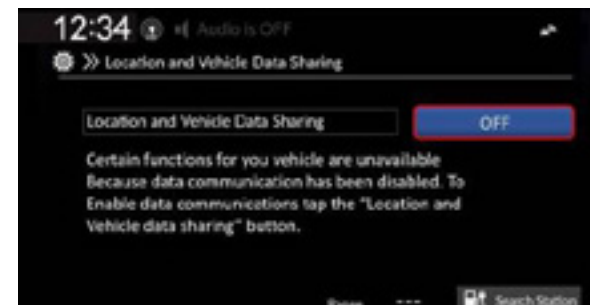 12:34 Audio is OFF
Location and Vehicle Data Sharing
Location and Vehicle Data Sharing OFF
Certain functions for you vehicle are unavailable
Because data communication has been disabled. To
Enable data communications tap the "Location and
Vehicle data sharing" button.
Range --- Search Station